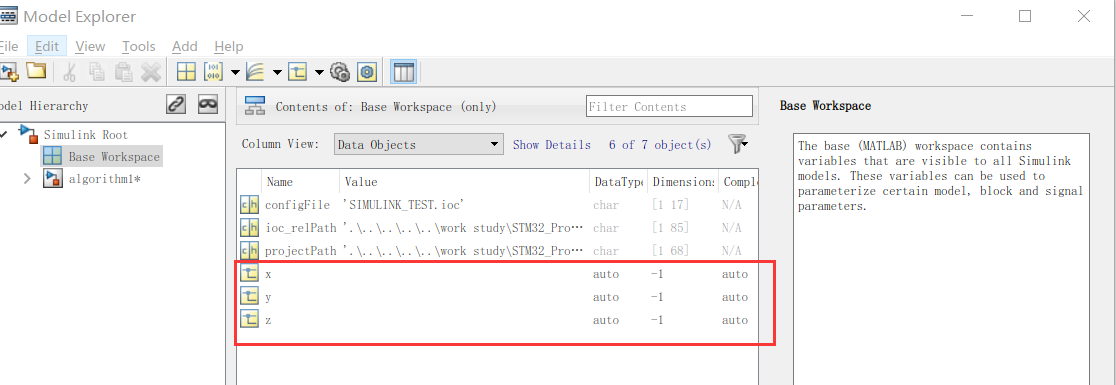 Model Explorer
File Edit View Tools Add Help
Model Hierarchy
Contents of: Base Workspace (only)
Filter Contents
Base Workspace
Simulink Root
Base Workspace
algorithm1*
Column View: Data Objects Show Details 6 of 7 object(s)
Name Value DataType Dimensions Comple
configFile 'SIMULINK_TEST.ioc' char [1 17] N/A
ioc_relPath '.\..\..\..\..\work study\STM32_Pro… char [1 85] N/A
projectPath '.\..\..\..\..\work study\STM32_Pro… char [1 68] N/A
x auto -1 auto
y auto -1 auto
z auto -1 auto
The base (MATLAB) workspace contains
variables that are visible to all Simulink
models. These variables can be used to
parameterize certain model, block and signal
parameters.